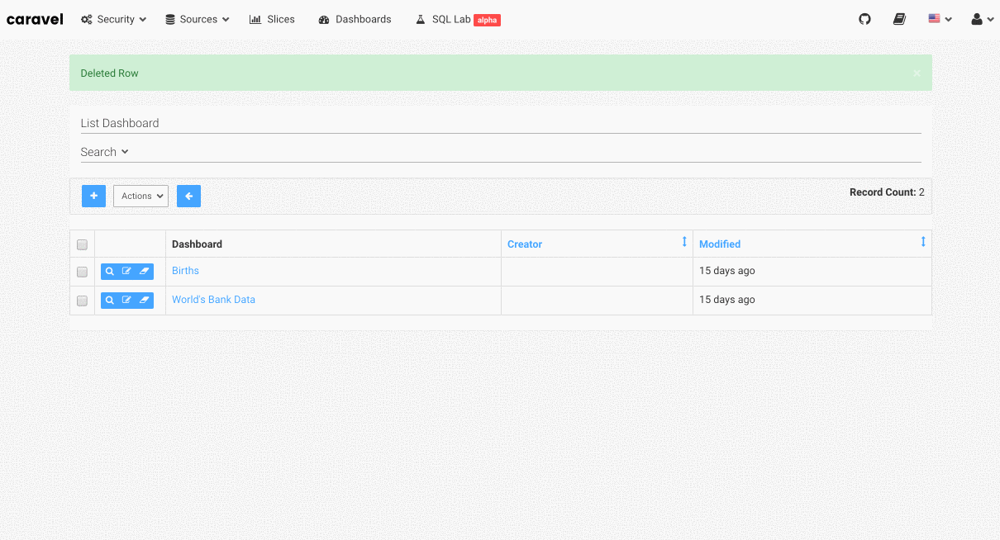 caravel Security Sources Slices Dashboards SQL Lab alpha
Deleted Row ×
List Dashboard
Search
+ Actions Record Count: 2
Dashboard Creator Modified
Births 15 days ago
World's Bank Data 15 days ago